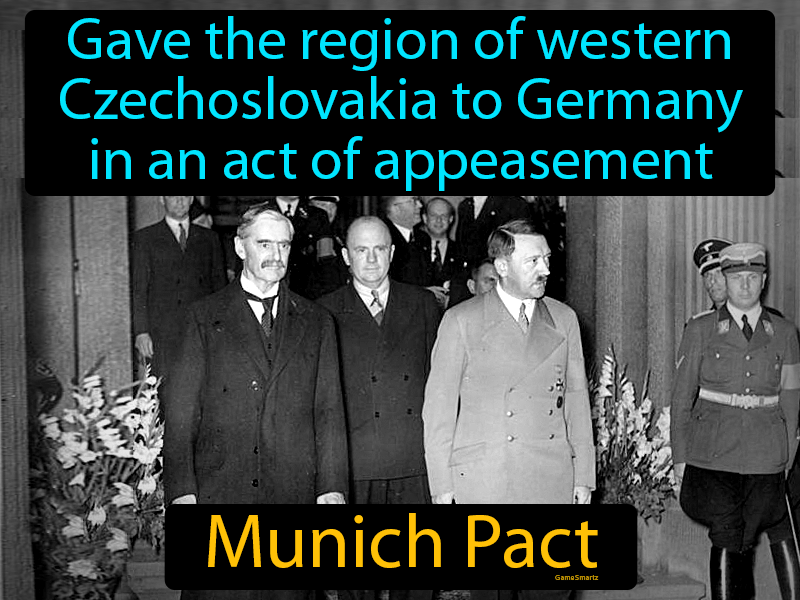 Gave the region of western
Czechoslovakia to Germany
in an act of appeasement
Munich Pact
GameSmartz